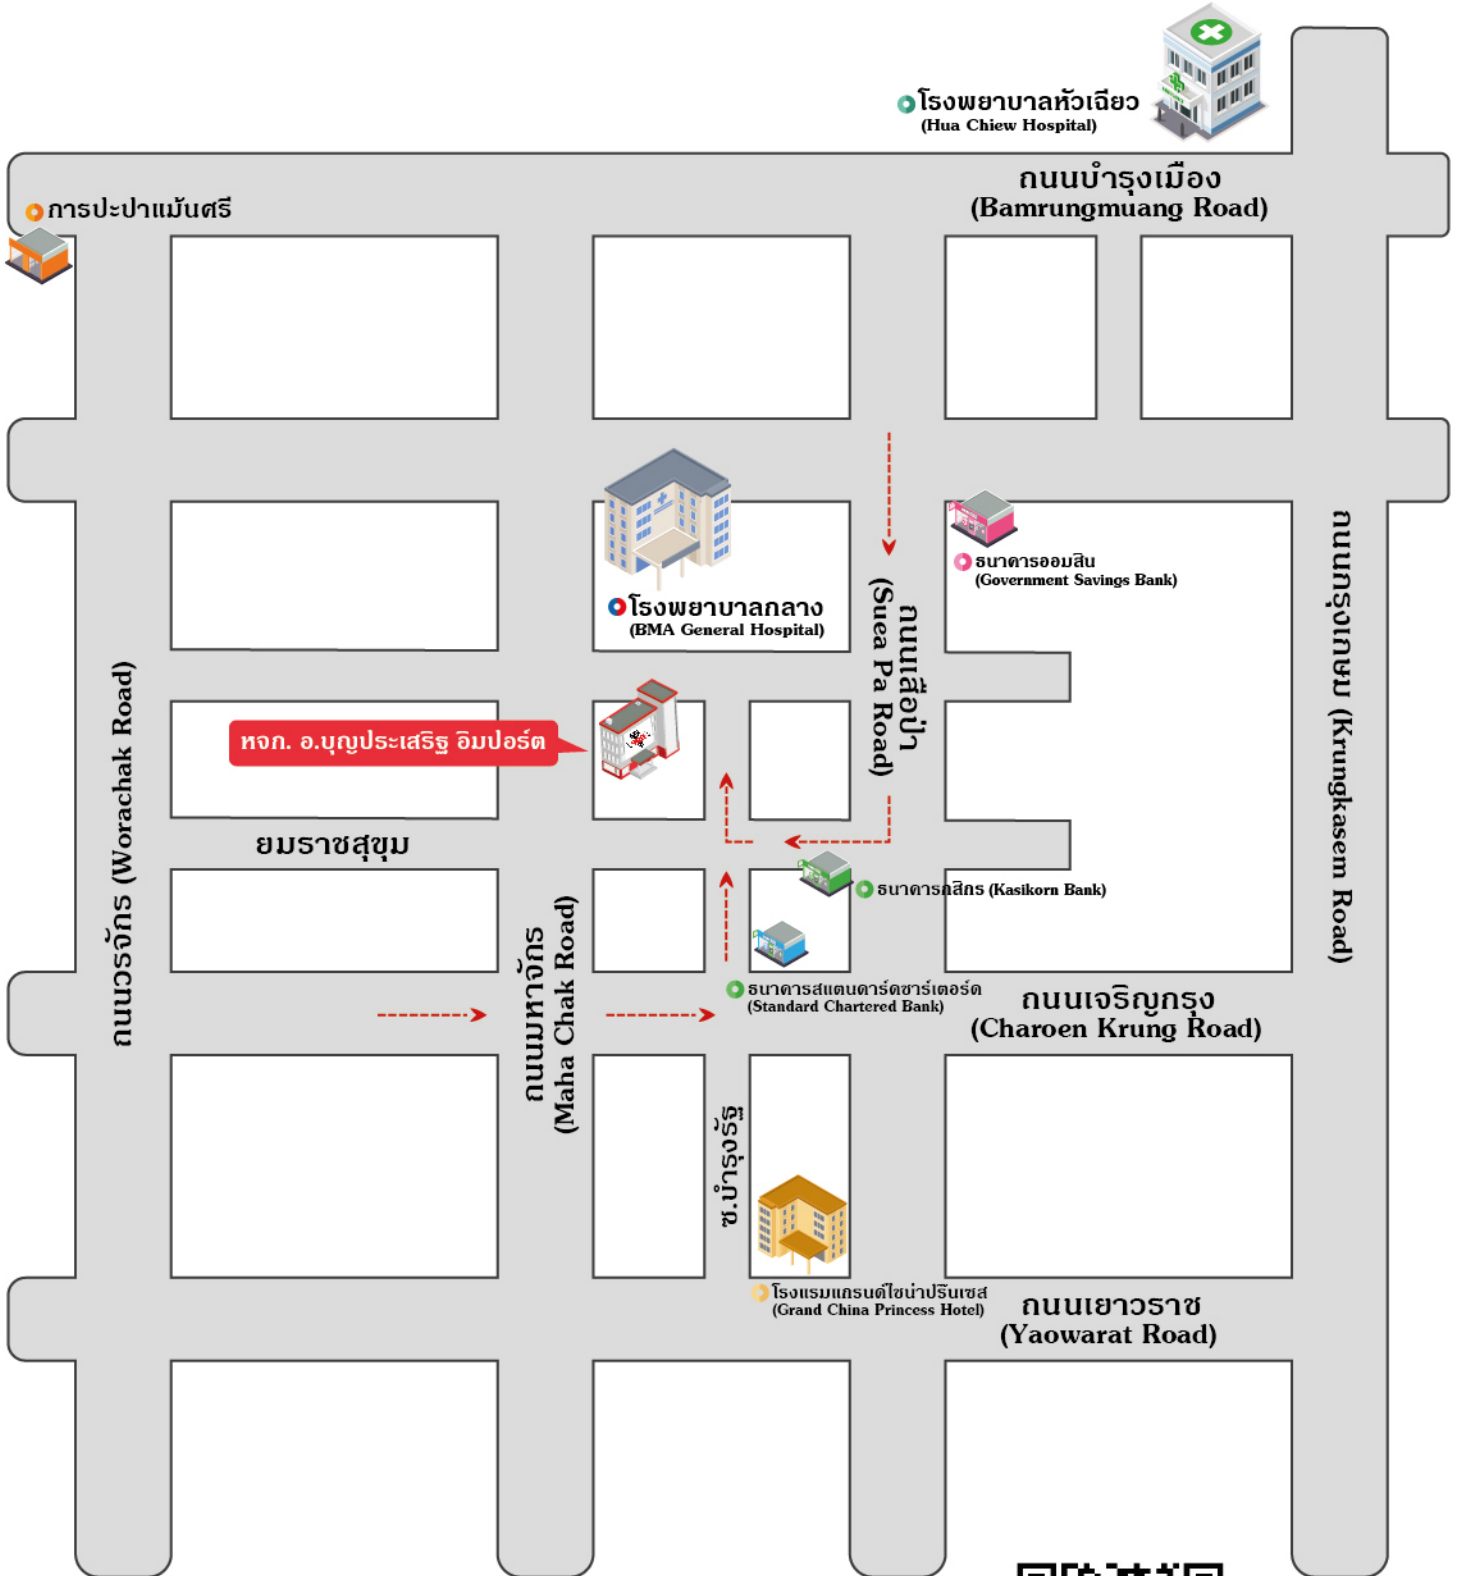 โรงพยาบาลหัวเฉียว
(Hua Chiew Hospital)
ถนนบำรุงเมือง
(Bamrungmuang Road)
การปะปาแม้นศรี
ธนาคารออมสิน
(Government Savings Bank)
โรงพยาบาลกลาง
(BMA General Hospital)
ถนนเสือป่า
(Suea Pa Road)
ถนนกรุงเกษม (Krungkasem Road)
ถนนวรจักร (Worachak Road)
หจก. อ.บุญประเสริฐ อิมปอร์ต
ยมราชสุขุม
ธนาคารกสิกร (Kasikorn Bank)
ถนนมหาจักร
(Maha Chak Road)
ธนาคารสแตนดาร์ดชาร์เตอร์ด
(Standard Chartered Bank)
ถนนเจริญกรุง
(Charoen Krung Road)
ซ.บำรุงรัฐ
โรงแรมแกรนด์ไชน่าปริ๊นเซส
(Grand China Princess Hotel)
ถนนเยาวราช
(Yaowarat Road)